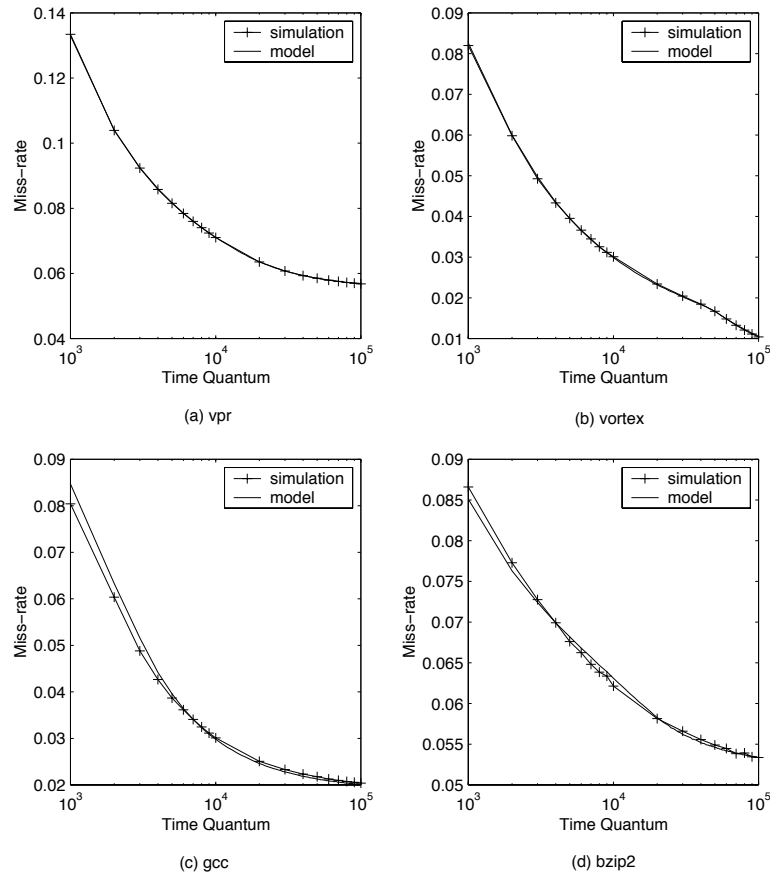 0.14
0.12
0.1
0.08
0.06
0.04
Miss-rate
simulation
model
10^3
10^4
10^5
Time Quantum
(a) vpr
0.09
0.08
0.07
0.06
0.05
0.04
0.03
0.02
0.01
Miss-rate
simulation
model
10^3
10^4
10^5
Time Quantum
(b) vortex
0.09
0.08
0.07
0.06
0.05
0.04
0.03
0.02
Miss-rate
simulation
model
10^3
10^4
10^5
Time Quantum
(c) gcc
0.09
0.085
0.08
0.075
0.07
0.065
0.06
0.055
0.05
Miss-rate
simulation
model
10^3
10^4
10^5
Time Quantum
(d) bzip2